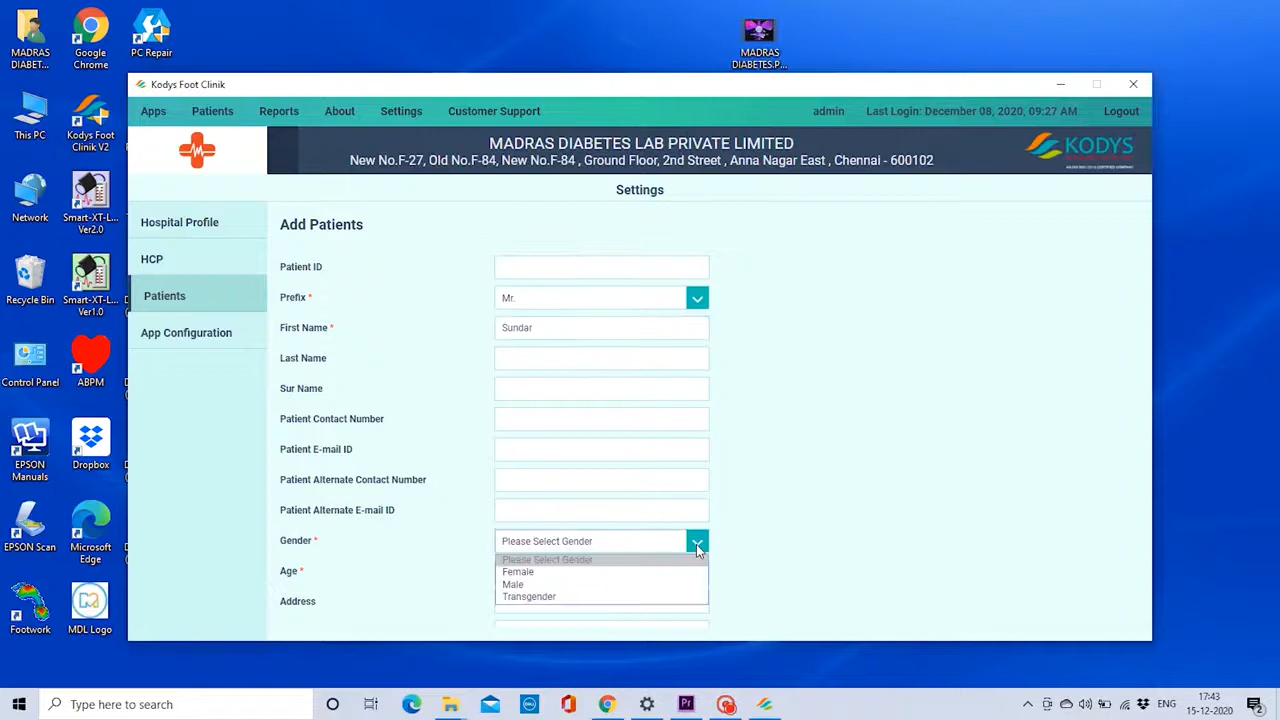 MADRAS DIABET...
Google Chrome
PC Repair
MADRAS DIABETES.P...
This PC
Kodys Foot Clinik V2
Network
Smart-XT-L... Ver2.0
Recycle Bin
Smart-XT-L... Ver1.0
Control Panel
ABPM
EPSON Manuals
Dropbox
EPSON Scan
Microsoft Edge
Footwork
MDL Logo
Kodys Foot Clinik
Apps Patients Reports About Settings Customer Support admin Last Login: December 08, 2020, 09:27 AM Logout
MADRAS DIABETES LAB PRIVATE LIMITED
New No.F-27, Old No.F-84, New No.F-84 , Ground Floor, 2nd Street , Anna Nagar East , Chennai - 600102
KODYS
Settings
Hospital Profile
HCP
Patients
App Configuration
Add Patients
Patient ID
Prefix * Mr.
First Name * Sundar
Last Name
Sur Name
Patient Contact Number
Patient E-mail ID
Patient Alternate Contact Number
Patient Alternate E-mail ID
Gender * Please Select Gender
Please Select Gender
Female
Male
Transgender
Age *
Address
Type here to search
DELL
Pr
ENG
17:43
15-12-2020
2